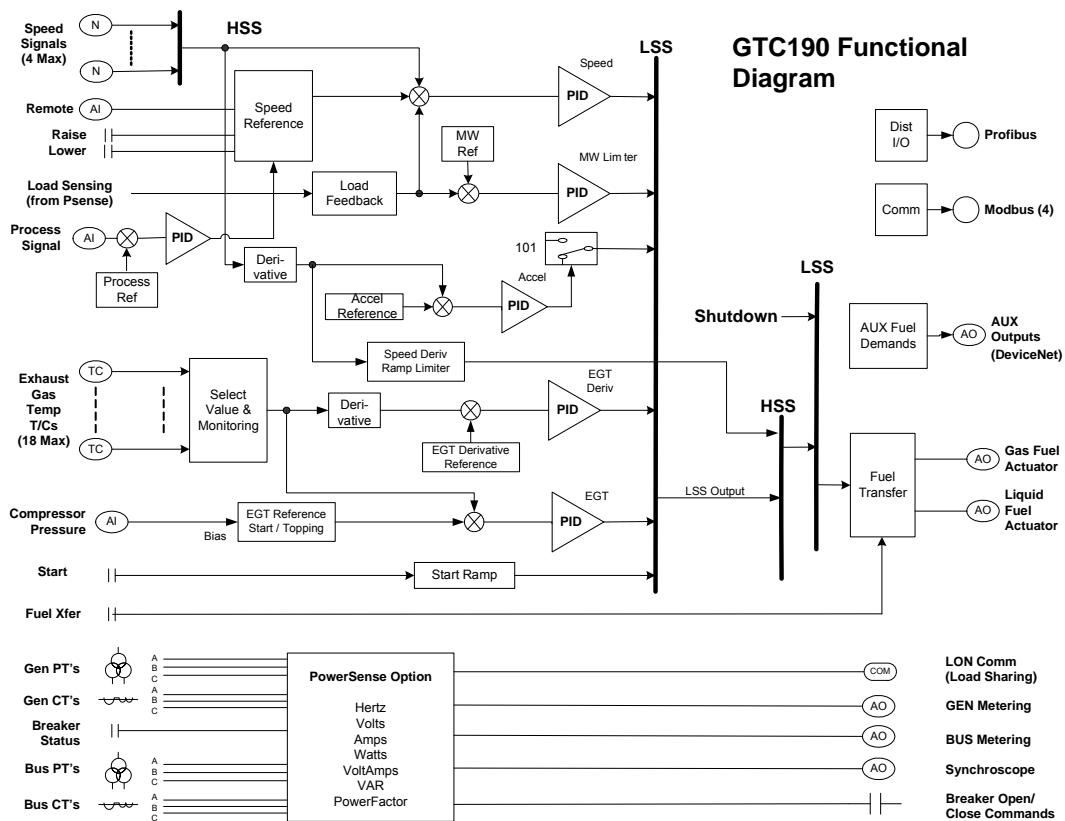 GTC190 Functional
Diagram
Speed
Signals
(4 Max)
N
N
HSS
LSS
Remote
AI
Raise
Lower
Speed
Reference
Speed
PID
MW
Ref
MW Lim ter
PID
Load Sensing
(from Psense)
Load
Feedback
Process
Signal
AI
PID
Process
Ref
Deri-
vative
101
Accel
PID
Accel
Reference
Speed Deriv
Ramp Limiter
Exhaust
Gas
Temp
T/Cs
(18 Max)
TC
TC
Select
Value &
Monitoring
Deri-
vative
EGT
Deriv
PID
EGT Derivative
Reference
Compressor
Pressure
AI
Bias
EGT Reference
Start / Topping
EGT
PID
Start
Start Ramp
Fuel Xfer
LSS Output
Shutdown
LSS
HSS
Dist
I/O
Profibus
Comm
Modbus (4)
AUX Fuel
Demands
AO
AUX
Outputs
(DeviceNet)
Fuel
Transfer
AO
Gas Fuel
Actuator
AO
Liquid
Fuel
Actuator
Gen PT's
A
B
C
Gen CT's
A
B
C
Breaker
Status
Bus PT's
A
B
C
Bus CT's
A
B
C
PowerSense Option
Hertz
Volts
Amps
Watts
VoltAmps
VAR
PowerFactor
COM
LON Comm
(Load Sharing)
AO
GEN Metering
AO
BUS Metering
AO
Synchroscope
Breaker Open/
Close Commands